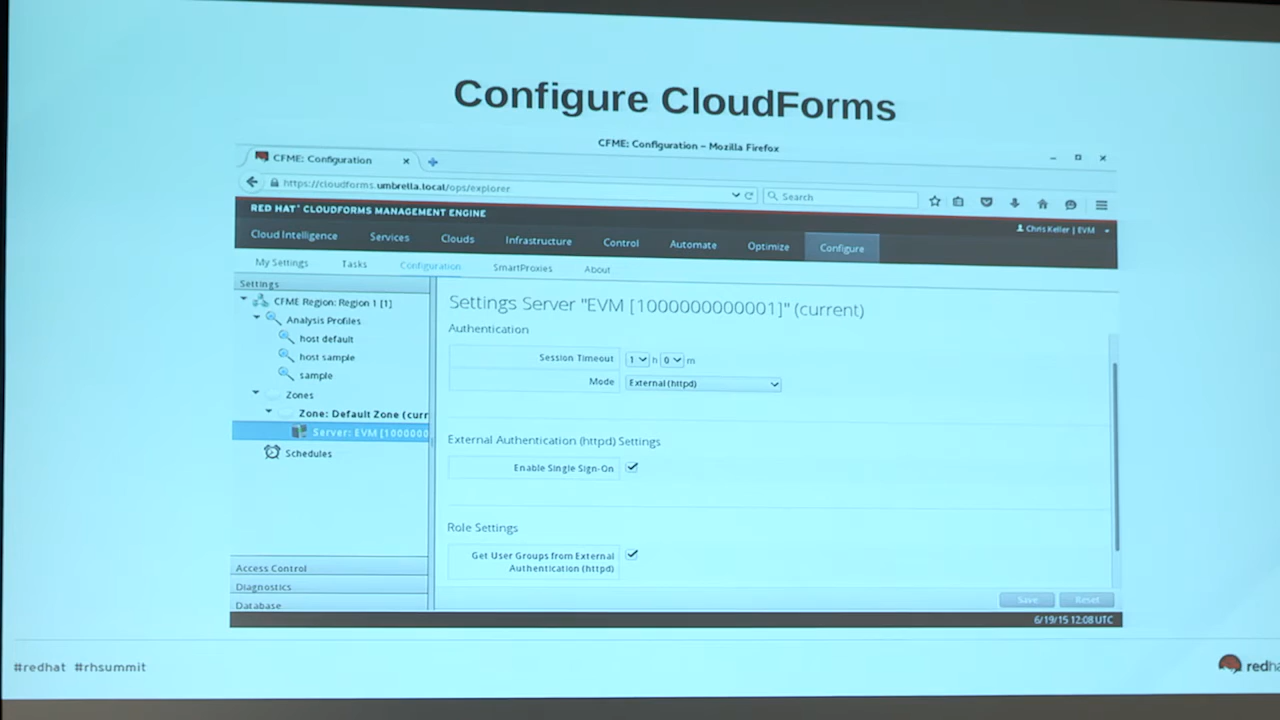 Configure CloudForms
CFME: Configuration - Mozilla Firefox
CFME: Configuration
https://cloudforms.umbrella.local/ops/explorer
Search
RED HAT® CLOUDFORMS MANAGEMENT ENGINE
Chris Keller | EVM
Cloud Intelligence Services Clouds Infrastructure Control Automate Optimize Configure
My Settings Tasks Configuration SmartProxies About
Settings
CFME Region: Region 1 [1]
Analysis Profiles
host default
host sample
sample
Zones
Zone: Default Zone (curr
Server: EVM [1000000
Schedules
Access Control
Diagnostics
Database
Settings Server "EVM [1000000000001]" (current)
Authentication
Session Timeout 1 h 0 m
Mode External (httpd)
External Authentication (httpd) Settings
Enable Single Sign-On
Role Settings
Get User Groups from External
Authentication (httpd)
Save Reset
6/19/15 12:08 UTC
#redhat #rhsummit
redha